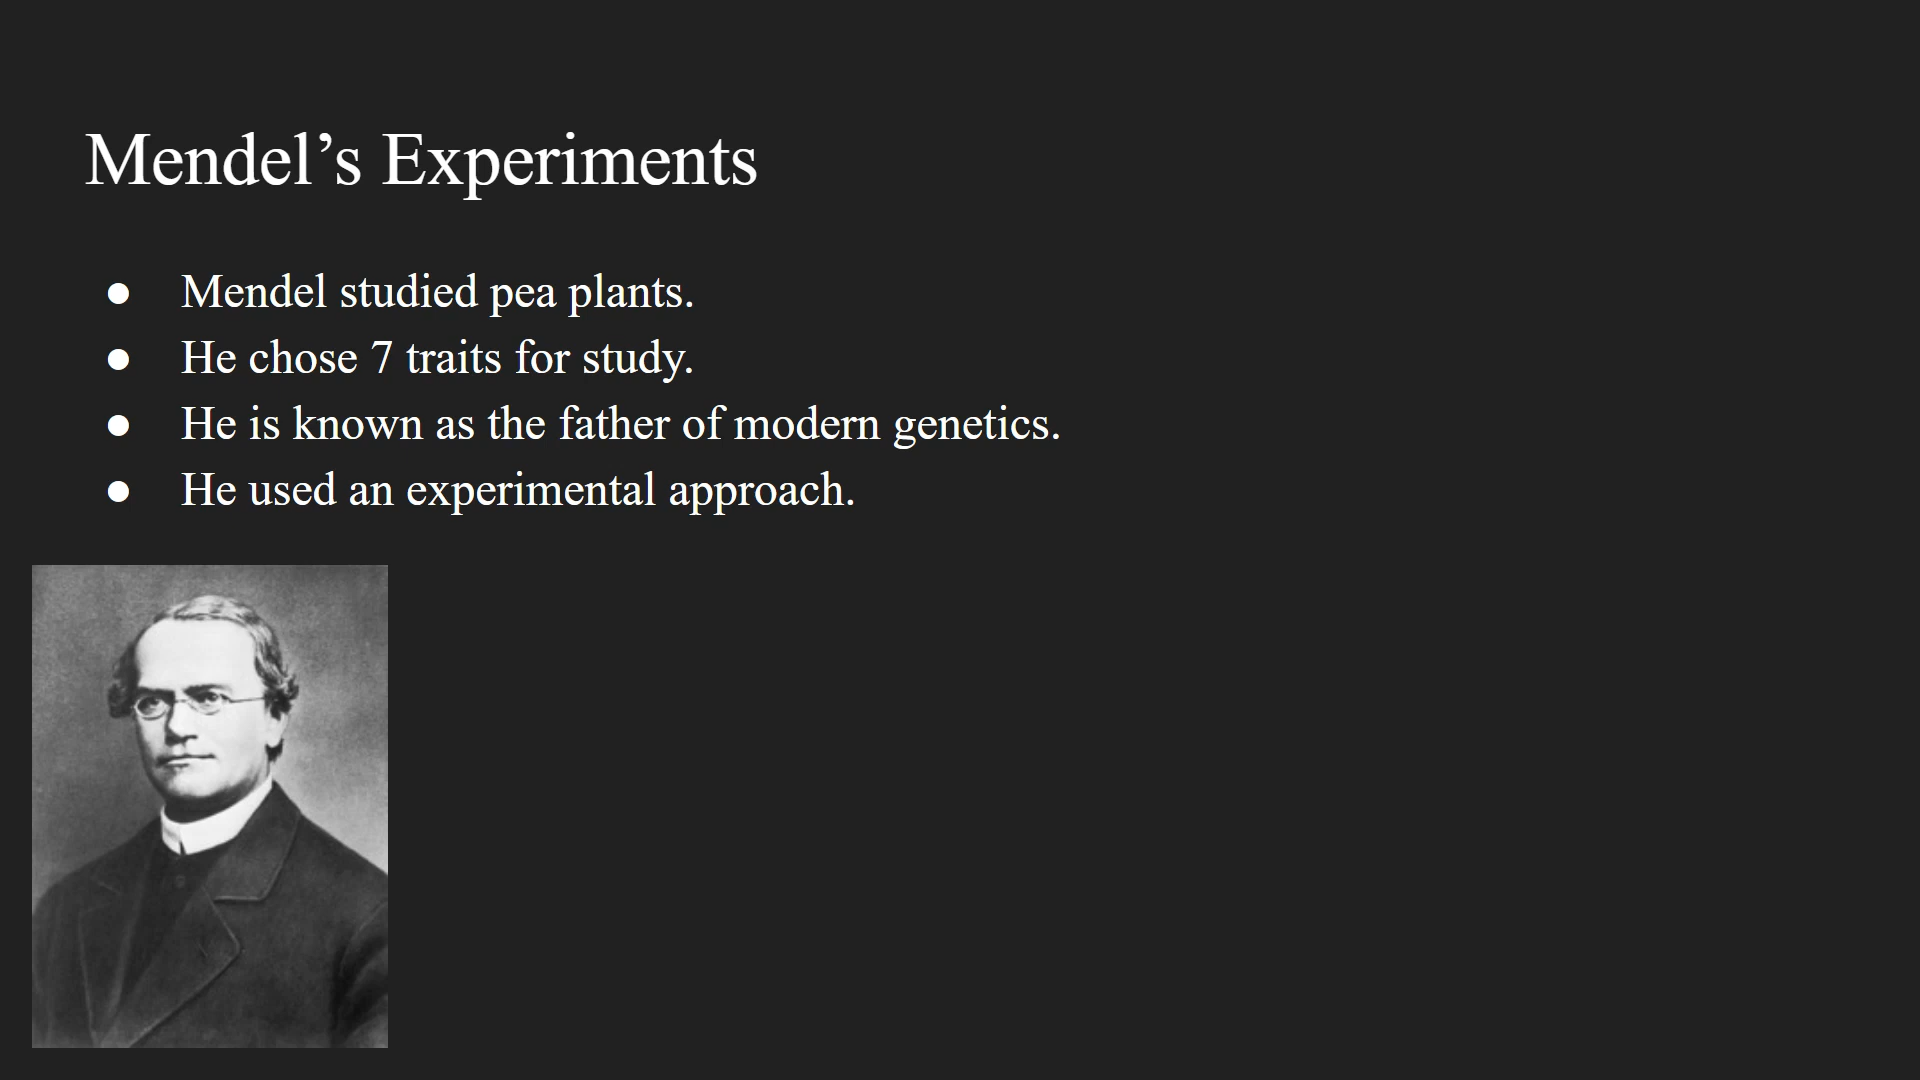 Mendel’s Experiments
● Mendel studied pea plants.
● He chose 7 traits for study.
● He is known as the father of modern genetics.
● He used an experimental approach.